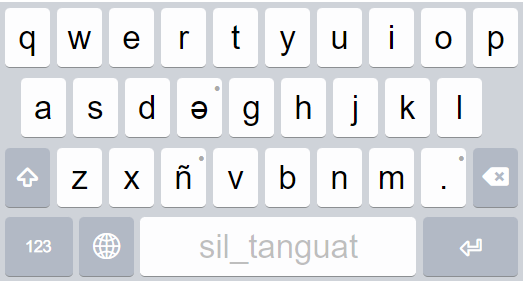 q w e r t y u i o p
a s d ə g h j k l
z x ñ v b n m .
123 sil_tanguat